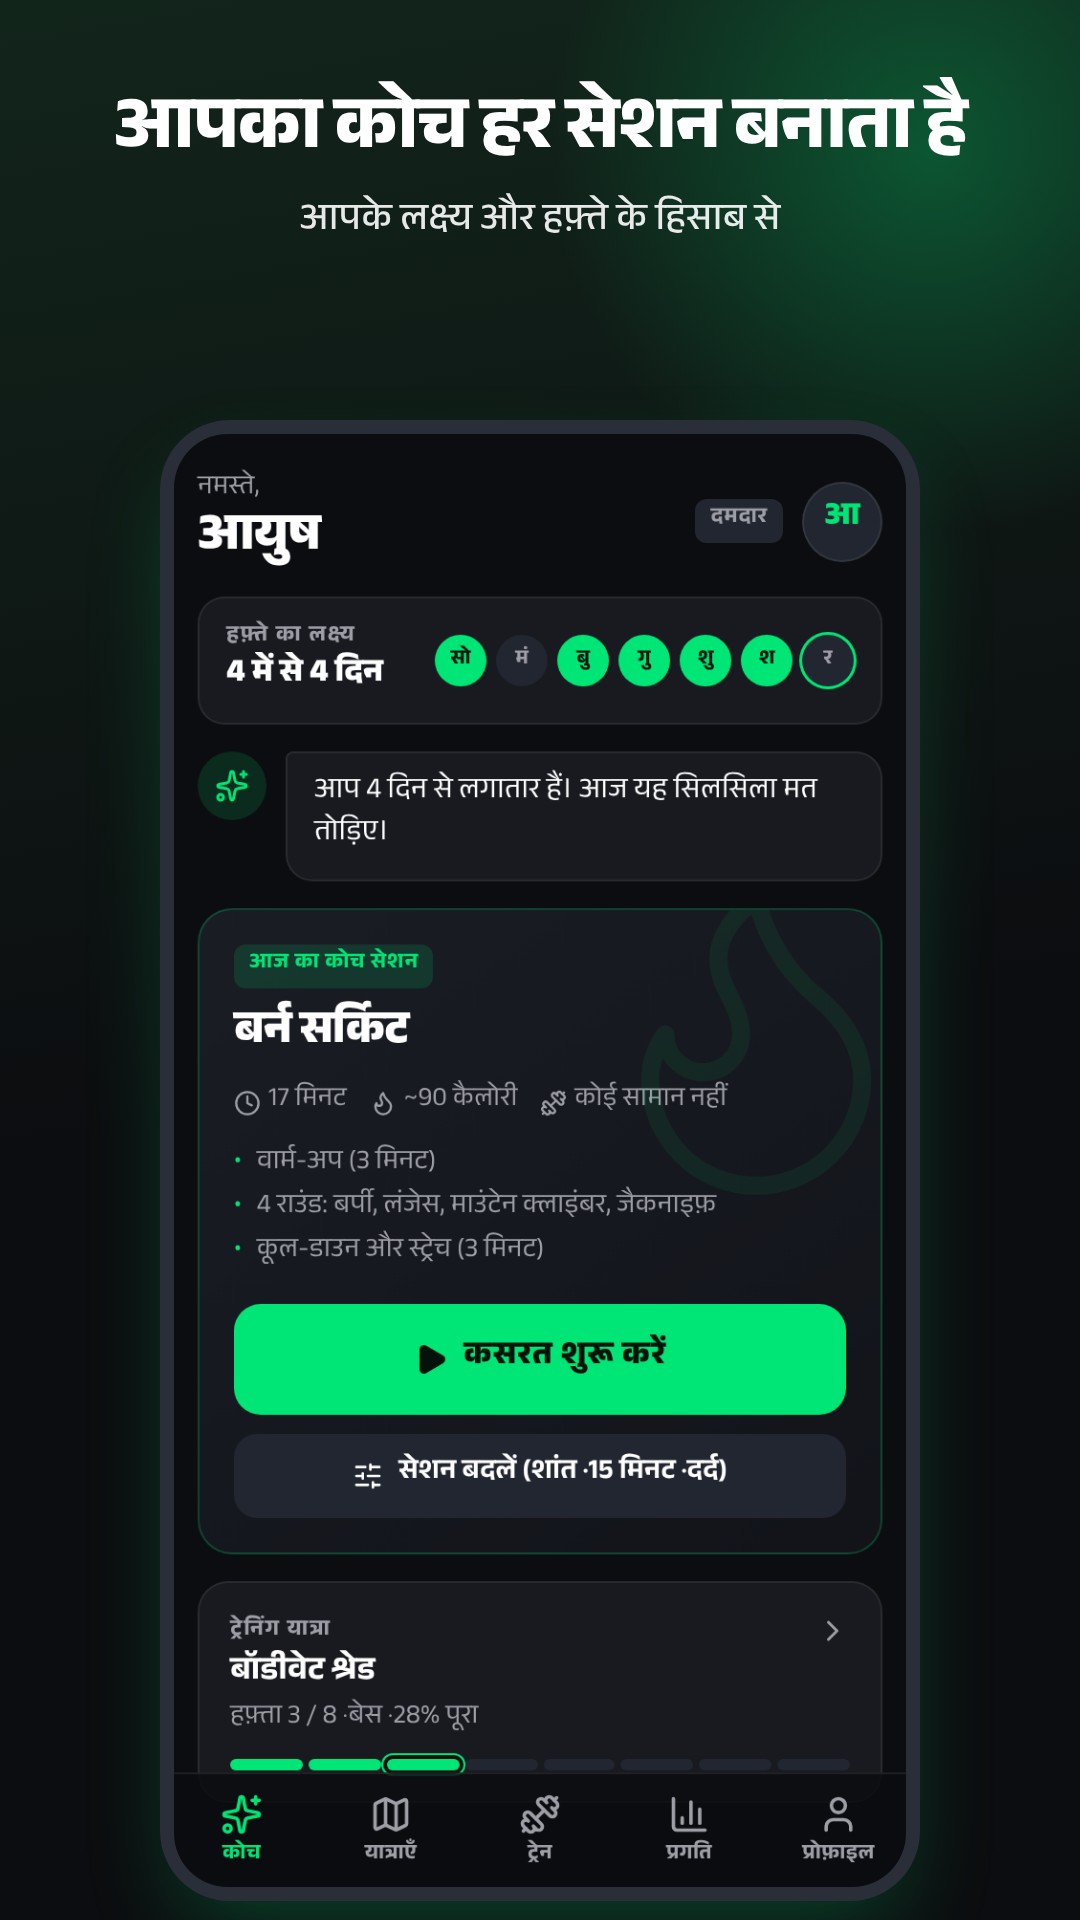 आपका कोच हर सेशन बनाता है
आपके लक्ष्य और हफ़्ते के हिसाब से
नमस्ते,
आयुष
दमदार
आ
हफ़्ते का लक्ष्य
4 में से 4 दिन
सो मं बु गु शु श र
आप 4 दिन से लगातार हैं। आज यह सिलसिला मत
तोड़िए।
आज का कोच सेशन
बर्न सर्किट
17 मिनट ~90 कैलोरी कोई सामान नहीं
• वार्म-अप (3 मिनट)
• 4 राउंड: बर्पी, लंजेस, माउंटेन क्लाइंबर, जैकनाइफ़
• कूल-डाउन और स्ट्रेच (3 मिनट)
कसरत शुरू करें
सेशन बदलें (शांत ·15 मिनट ·दर्द)
ट्रेनिंग यात्रा
बॉडीवेट श्रेड
हफ़्ता 3 / 8 ·बेस ·28% पूरा
कोच यात्राएँ ट्रेन प्रगति प्रोफ़ाइल